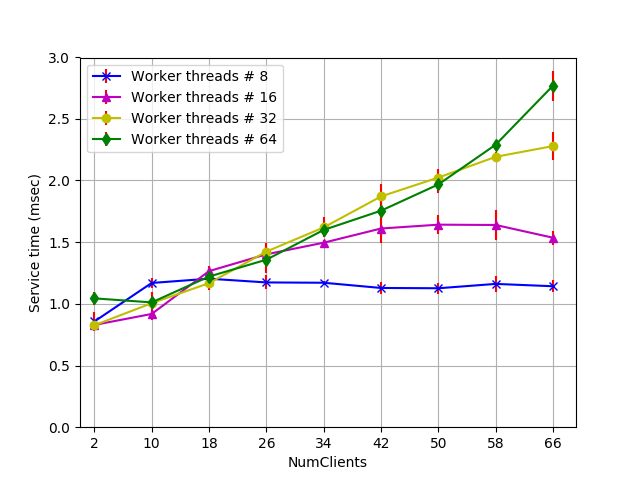 3.0
2.5
2.0
1.5
1.0
0.5
0.0
Service time (msec)
Worker threads # 8
Worker threads # 16
Worker threads # 32
Worker threads # 64
2 10 18 26 34 42 50 58 66
NumClients